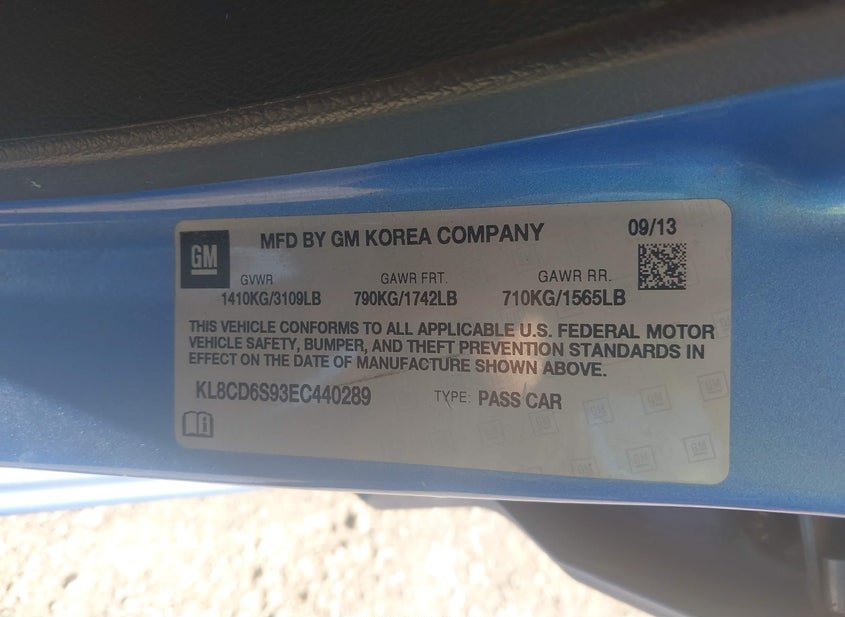 GM
MFD BY GM KOREA COMPANY
09/13
GVWR GAWR FRT. GAWR RR.
1410KG/3109LB 790KG/1742LB 710KG/1565LB
THIS VEHICLE CONFORMS TO ALL APPLICABLE U.S. FEDERAL MOTOR
VEHICLE SAFETY, BUMPER, AND THEFT PREVENTION STANDARDS IN
EFFECT ON THE DATE OF MANUFACTURE SHOWN ABOVE.
KL8CD6S93EC440289 TYPE: PASS CAR